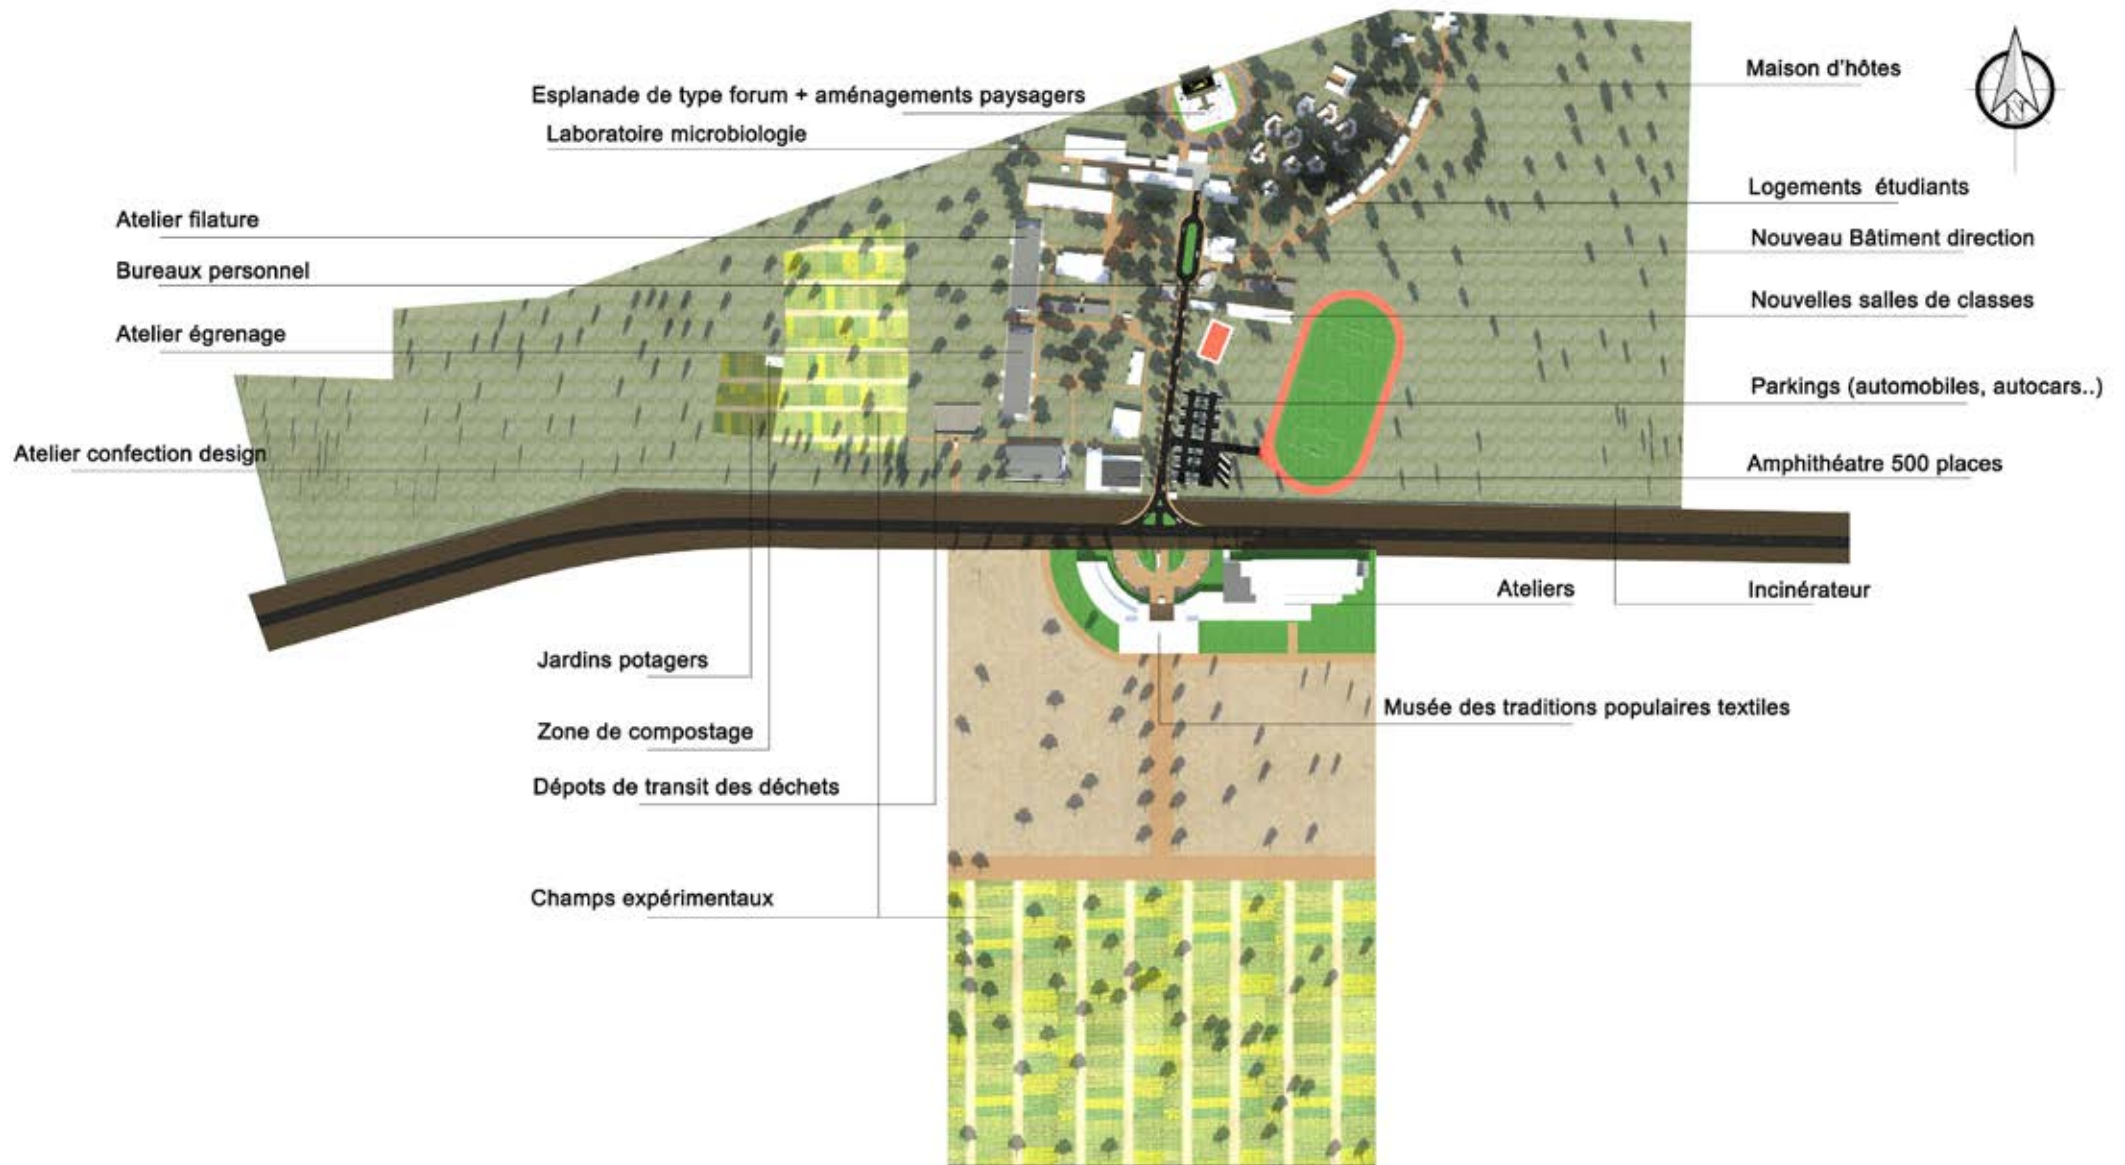 Maison d'hôtes
Esplanade de type forum + aménagements paysagers
Laboratoire microbiologie
N
Logements étudiants
Atelier filature
Nouveau Bâtiment direction
Bureaux personnel
Nouvelles salles de classes
Atelier égrenage
Parkings (automobiles, autocars..)
Atelier confection design
Amphithéatre 500 places
Ateliers
Incinérateur
Jardins potagers
Musée des traditions populaires textiles
Zone de compostage
Dépots de transit des déchets
Champs expérimentaux